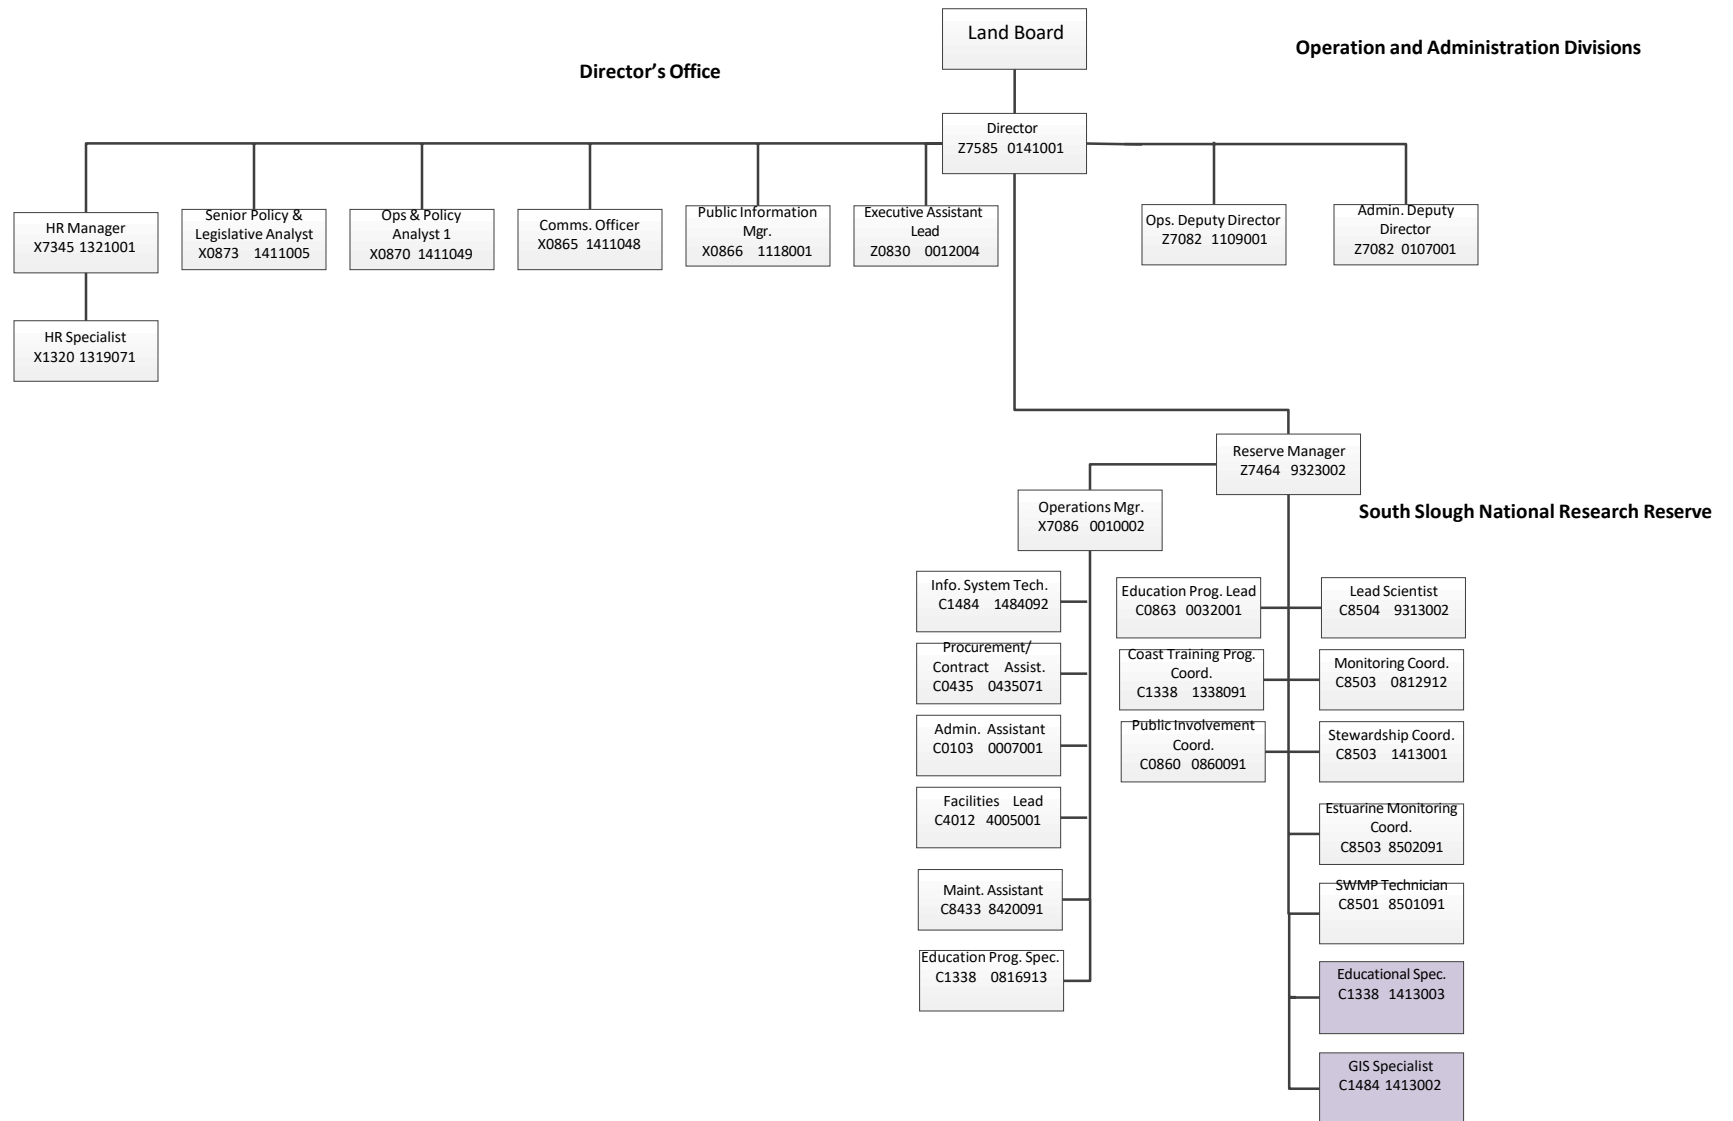 Land Board
Operation and Administration Divisions
Director’s Office
Director
Z7585 0141001
HR Manager
X7345 1321001
Senior Policy &
Legislative Analyst
X0873 1411005
Ops & Policy
Analyst 1
X0870 1411049
Comms. Officer
X0865 1411048
Public Information
Mgr.
X0866 1118001
Executive Assistant
Lead
Z0830 0012004
Ops. Deputy Director
Z7082 1109001
Admin. Deputy
Director
Z7082 0107001
HR Specialist
X1320 1319071
Reserve Manager
Z7464 9323002
South Slough National Research Reserve
Operations Mgr.
X7086 0010002
Info. System Tech.
C1484 1484092
Procurement/
Contract Assist.
C0435 0435071
Admin. Assistant
C0103 0007001
Facilities Lead
C4012 4005001
Maint. Assistant
C8433 8420091
Education Prog. Spec.
C1338 0816913
Education Prog. Lead
C0863 0032001
Coast Training Prog.
Coord.
C1338 1338091
Public Involvement
Coord.
C0860 0860091
Lead Scientist
C8504 9313002
Monitoring Coord.
C8503 0812912
Stewardship Coord.
C8503 1413001
Estuarine Monitoring
Coord.
C8503 8502091
SWMP Technician
C8501 8501091
Educational Spec.
C1338 1413003
GIS Specialist
C1484 1413002